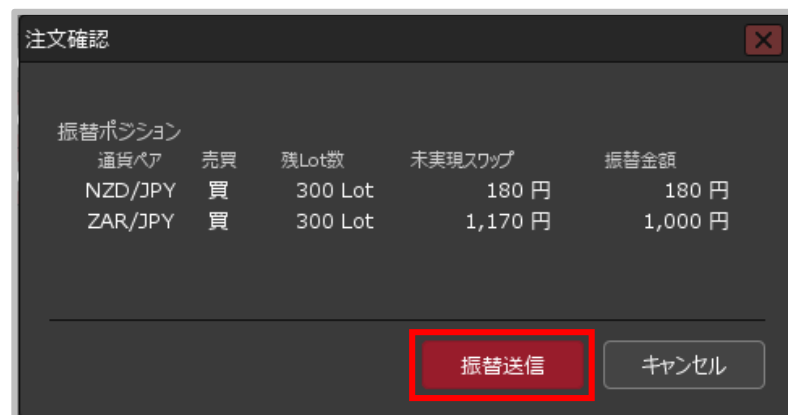 注文確認
振替ポジション
通貨ペア 売買 残Lot数 未実現スワップ 振替金額
NZD/JPY 買 300 Lot 180 円 180 円
ZAR/JPY 買 300 Lot 1,170 円 1,000 円
振替送信 キャンセル